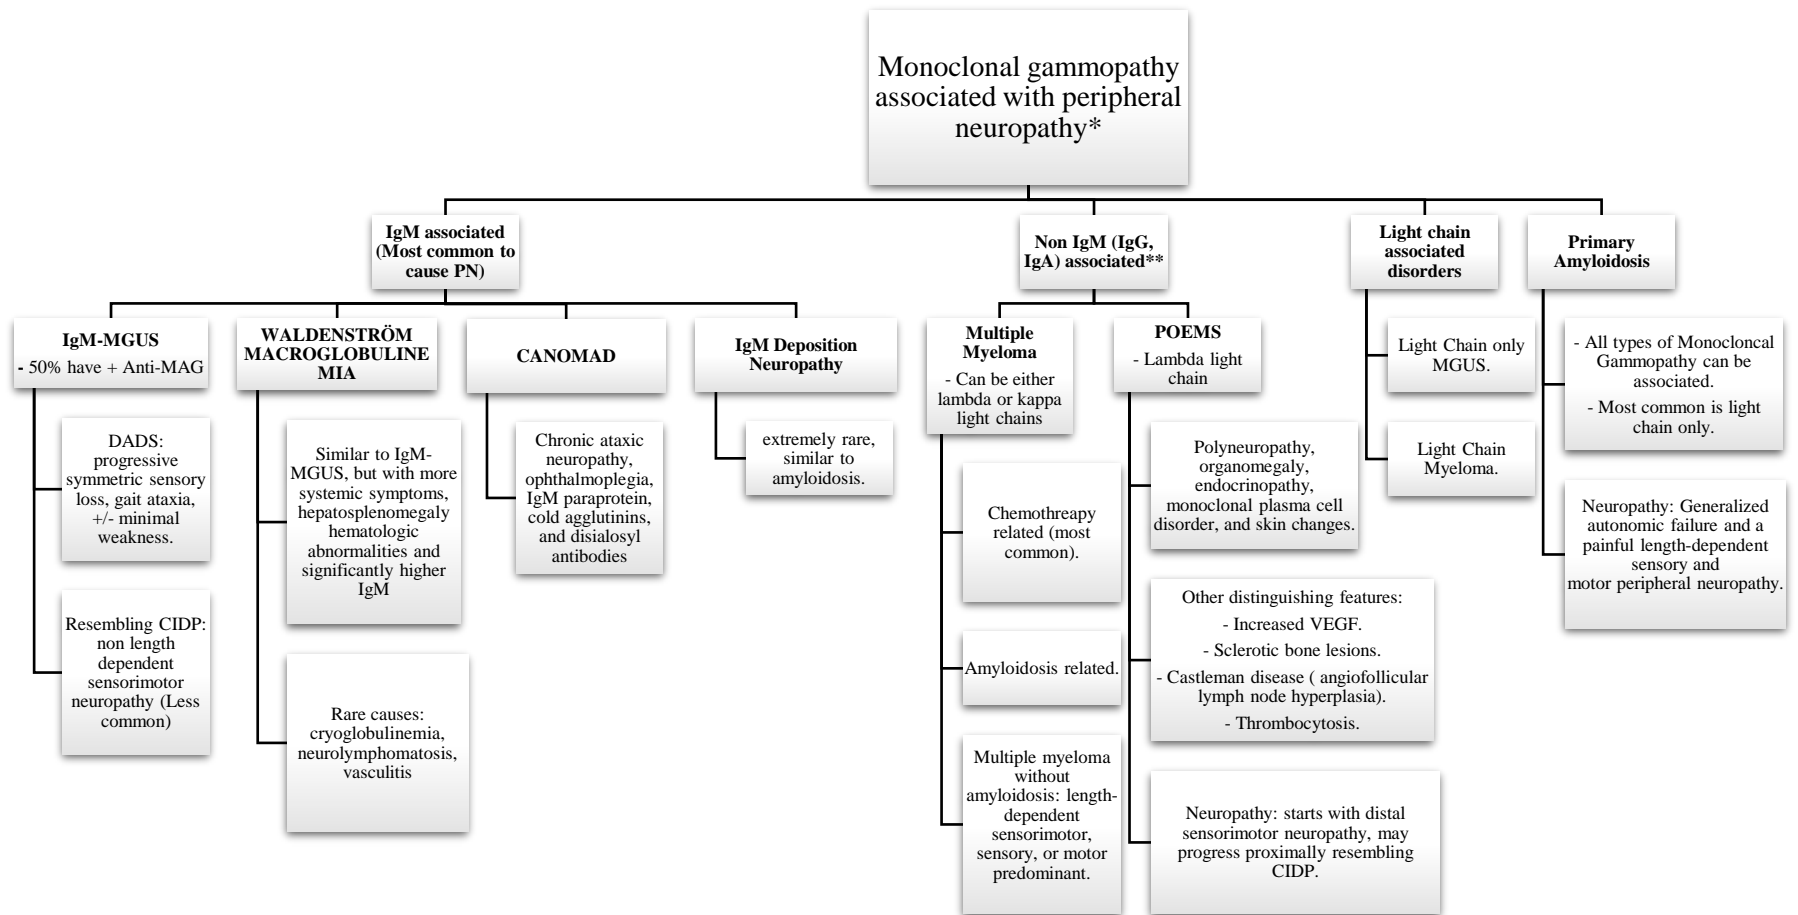 Monoclonal gammopathy
associated with peripheral
neuropathy*
IgM associated
(Most common to
cause PN)
Non IgM (IgG,
IgA) associated**
Light chain
associated
disorders
Primary
Amyloidosis
IgM-MGUS
- 50% have + Anti-MAG
DADS:
progressive
symmetric sensory
loss, gait ataxia,
+/- minimal
weakness.
Resembling CIDP:
non length
dependent
sensorimotor
neuropathy (Less
common)
WALDENSTRÖM
MACROGLOBULINE
MIA
Similar to IgM-
MGUS, but with more
systemic symptoms,
hepatosplenomegaly
hematologic
abnormalities and
significantly higher
IgM
Rare causes:
cryoglobulinemia,
neurolymphomatosis,
vasculitis
CANOMAD
Chronic ataxic
neuropathy,
ophthalmoplegia,
IgM paraprotein,
cold agglutinins,
and disialosyl
antibodies
IgM Deposition
Neuropathy
extremely rare,
similar to
amyloidosis.
Multiple
Myeloma
- Can be either
lambda or kappa
light chains
Chemothreapy
related (most
common).
Amyloidosis related.
Multiple myeloma
without
amyloidosis: length-
dependent
sensorimotor,
sensory, or motor
predominant.
POEMS
- Lambda light
chain
Polyneuropathy,
organomegaly,
endocrinopathy,
monoclonal plasma cell
disorder, and skin changes.
Other distinguishing features:
- Increased VEGF.
- Sclerotic bone lesions.
- Castleman disease ( angiofollicular
lymph node hyperplasia).
- Thrombocytosis.
Neuropathy: starts with distal
sensorimotor neuropathy, may
progress proximally resembling
CIDP.
Light Chain only
MGUS.
Light Chain
Myeloma.
- All types of Monocloncal
Gammopathy can be
associated.
- Most common is light
chain only.
Neuropathy: Generalized
autonomic failure and a
painful length-dependent
sensory and
motor peripheral neuropathy.